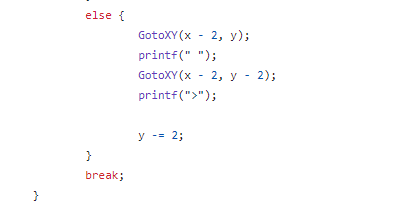 else {
GotoXY(x - 2, y);
printf(" ");
GotoXY(x - 2, y - 2);
printf(">");
y -= 2;
}
break;
}